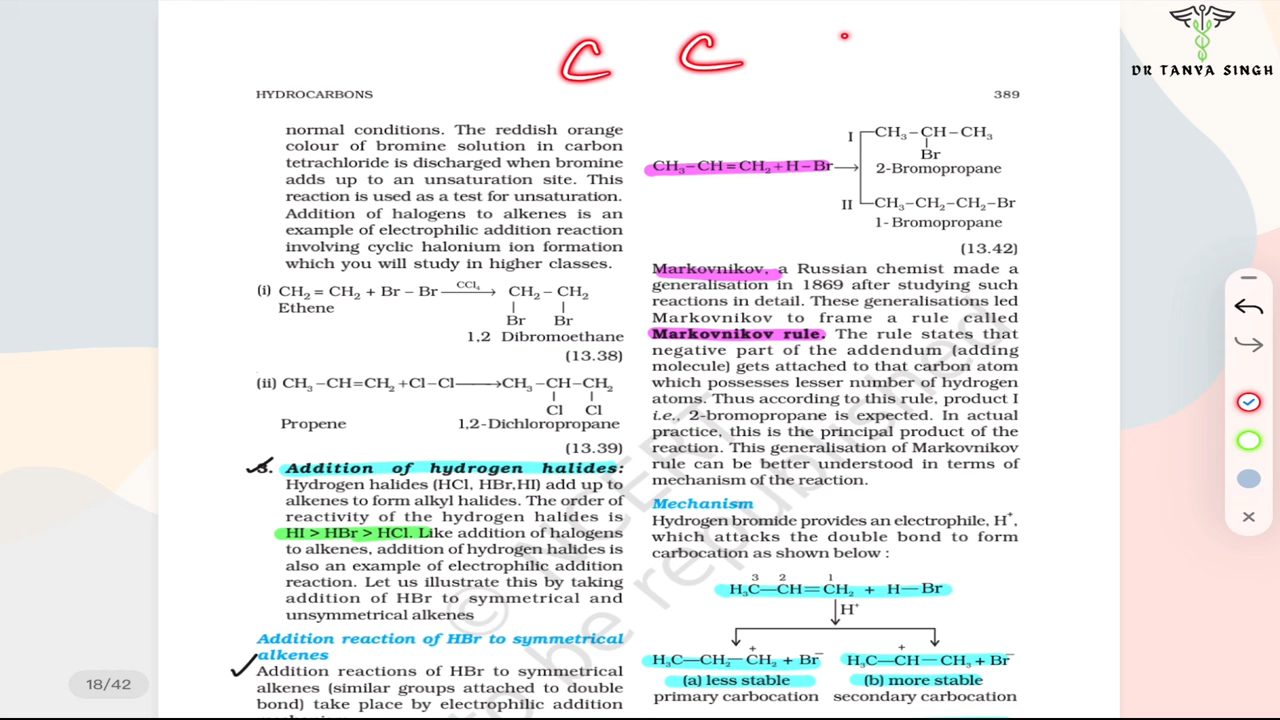 C C
DR TANYA SINGH
HYDROCARBONS
389
normal conditions. The reddish orange
colour of bromine solution in carbon
tetrachloride is discharged when bromine
adds up to an unsaturation site. This
reaction is used as a test for unsaturation.
Addition of halogens to alkenes is an
example of electrophilic addition reaction
involving cyclic halonium ion formation
which you will study in higher classes.
(i) CH₂ = CH₂ + Br – Br —CCl₄→ CH₂ – CH₂
Ethene | |
Br Br
1,2 Dibromoethane
(13.38)
(ii) CH₃ –CH=CH₂ +Cl–Cl⟶CH₃ –CH–CH₂
| |
Cl Cl
Propene 1,2-Dichloropropane
(13.39)
3. Addition of hydrogen halides:
Hydrogen halides (HCl, HBr,HI) add up to
alkenes to form alkyl halides. The order of
reactivity of the hydrogen halides is
HI > HBr > HCl. Like addition of halogens
to alkenes, addition of hydrogen halides is
also an example of electrophilic addition
reaction. Let us illustrate this by taking
addition of HBr to symmetrical and
unsymmetrical alkenes
Addition reaction of HBr to symmetrical
alkenes
Addition reactions of HBr to symmetrical
alkenes (similar groups attached to double
bond) take place by electrophilic addition
I CH₃ –CH–CH₃
|
Br
CH₃–CH=CH₂+H–Br→ 2-Bromopropane
II CH₃–CH₂–CH₂–Br
1- Bromopropane
(13.42)
Markovnikov, a Russian chemist made a
generalisation in 1869 after studying such
reactions in detail. These generalisations led
Markovnikov to frame a rule called
Markovnikov rule. The rule states that
negative part of the addendum (adding
molecule) gets attached to that carbon atom
which possesses lesser number of hydrogen
atoms. Thus according to this rule, product I
i.e., 2-bromopropane is expected. In actual
practice, this is the principal product of the
reaction. This generalisation of Markovnikov
rule can be better understood in terms of
mechanism of the reaction.
Mechanism
Hydrogen bromide provides an electrophile, H⁺,
which attacks the double bond to form
carbocation as shown below :
3 2 1
H₃C—CH=CH₂ + H—Br
H⁺
+ +
H₃C—CH₂–CH₂ + Br⁻ H₃C—CH—CH₃ + Br⁻
(a) less stable (b) more stable
primary carbocation secondary carbocation
© NCERT
be republished
18/42